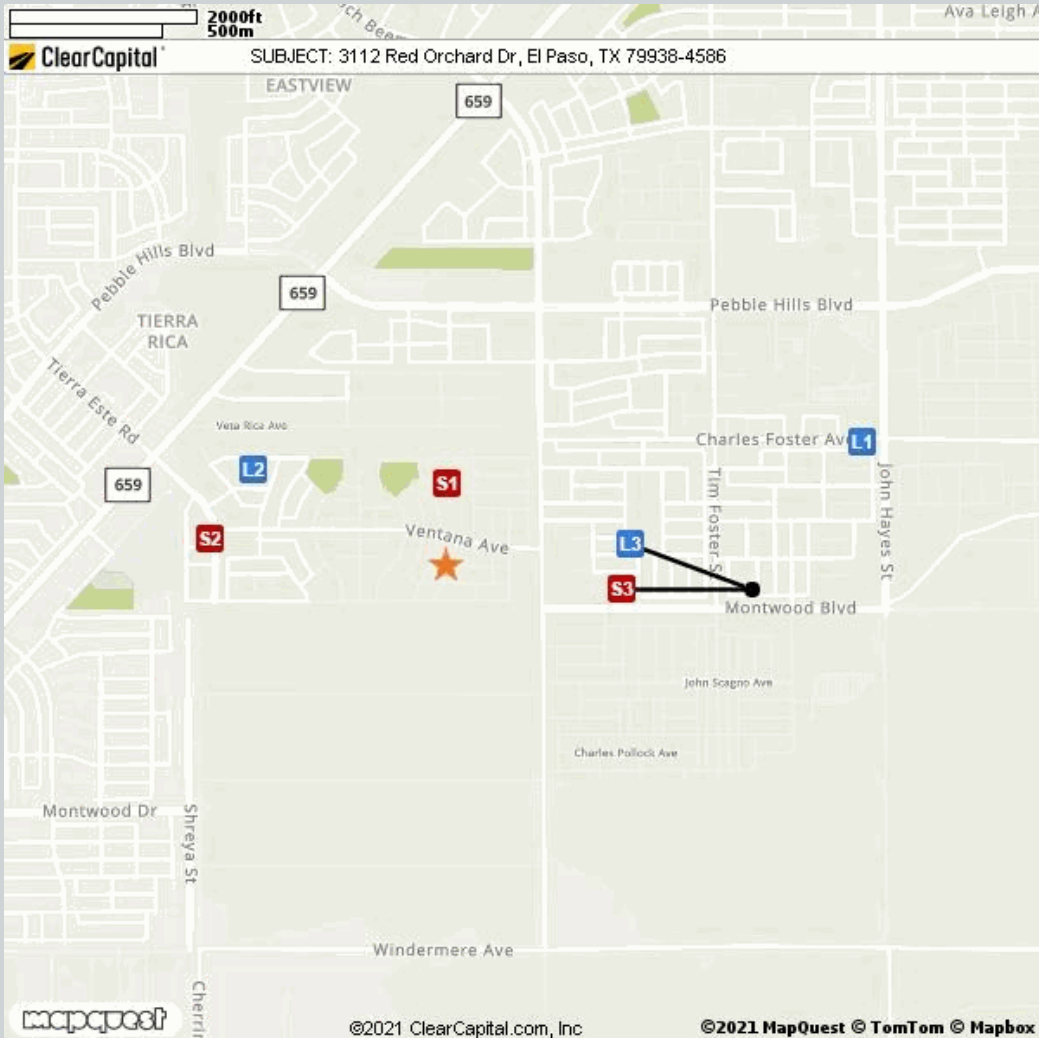 2000ft
500m
Ava Leigh A
ClearCapital
SUBJECT: 3112 Red Orchard Dr, El Paso, TX 79938-4586
EASTVIEW
659
Pebble Hills Blvd
659
Pebble Hills Blvd
TIERRA
RICA
Tierra Este Rd
Veta Rica Ave
Charles Foster Av
L1
L2
659
S1
Tim Foster S
John Hayes St
S2
Ventana Ave
L3
S3
Montwood Blvd
John Scagno Ave
Charles Pollock Ave
Montwood Dr
Shreya St
Windermere Ave
Cherri
mapquest
©2021 ClearCapital.com, Inc
©2021 MapQuest © TomTom © Mapbox